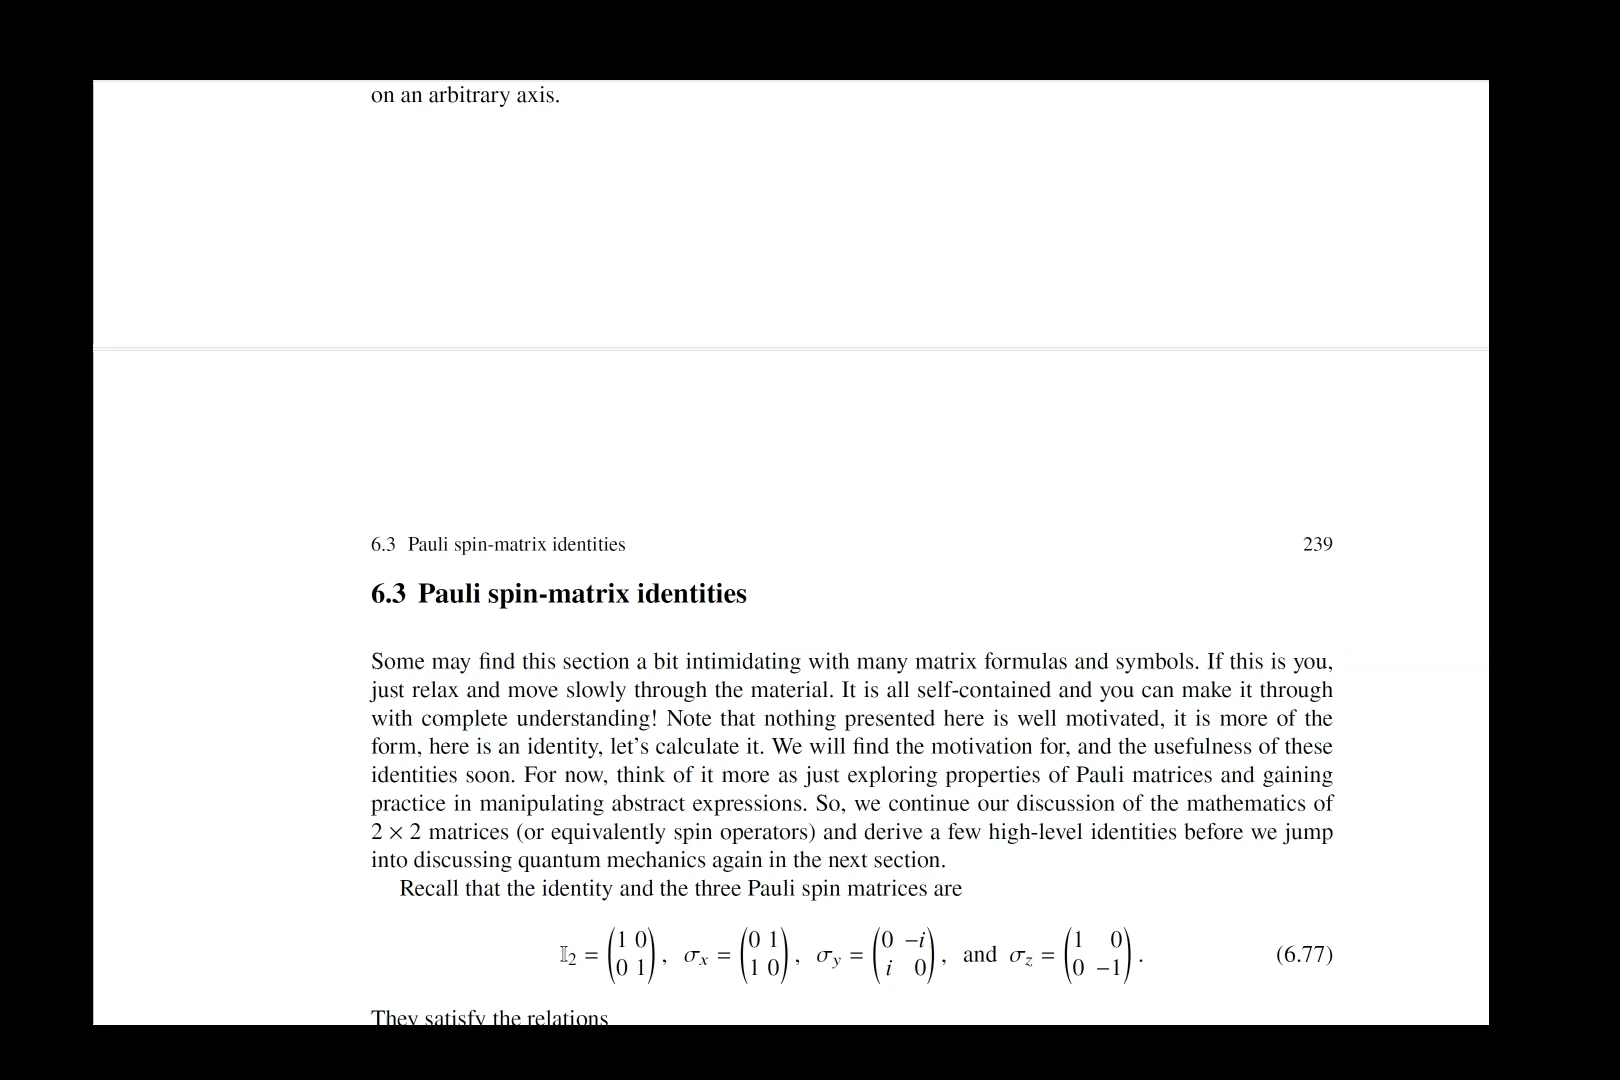 on an arbitrary axis.
6.3 Pauli spin-matrix identities 239
6.3 Pauli spin-matrix identities
Some may find this section a bit intimidating with many matrix formulas and symbols. If this is you,
just relax and move slowly through the material. It is all self-contained and you can make it through
with complete understanding! Note that nothing presented here is well motivated, it is more of the
form, here is an identity, let’s calculate it. We will find the motivation for, and the usefulness of these
identities soon. For now, think of it more as just exploring properties of Pauli matrices and gaining
practice in manipulating abstract expressions. So, we continue our discussion of the mathematics of
2 × 2 matrices (or equivalently spin operators) and derive a few high-level identities before we jump
into discussing quantum mechanics again in the next section.
Recall that the identity and the three Pauli spin matrices are
𝕀₂ = (1 0; 0 1), σₓ = (0 1; 1 0), σ_y = (0 −i; i 0), and σ_z = (1 0; 0 −1). (6.77)
They satisfy the relations